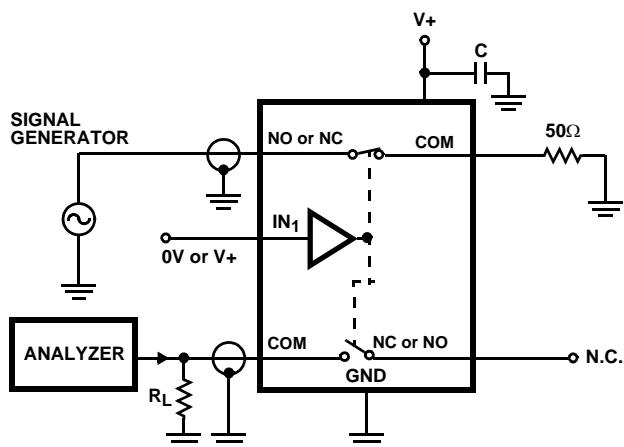 V+
C
SIGNAL
GENERATOR
NO or NC
COM
50Ω
IN1
0V or V+
ANALYZER
COM
NC or NO
N.C.
GND
RL